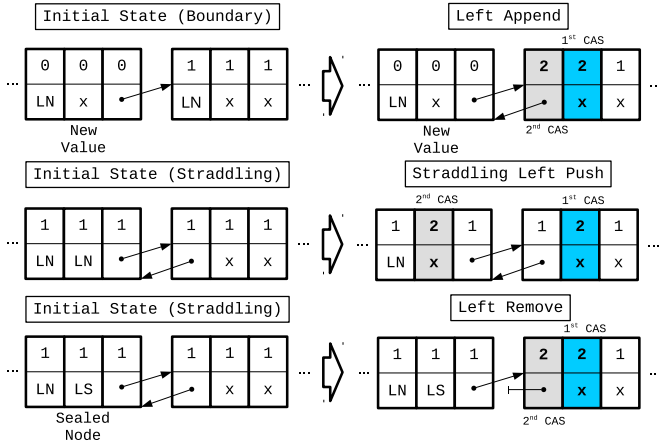 Initial State (Boundary)
Left Append
1st CAS
0 0 0 1 1 1
0 0 0 2 2 1
LN x LN x x
LN x x x
New
Value
New
Value
2nd CAS
Initial State (Straddling)
Straddling Left Push
2nd CAS
1st CAS
1 1 1 1 1 1
1 2 1 1 2 1
LN LN x x
LN x x x
Initial State (Straddling)
Left Remove
1st CAS
1 1 1 1 1 1
1 1 1 2 2 1
LN LS x x
LN LS x x
Sealed
Node
2nd CAS